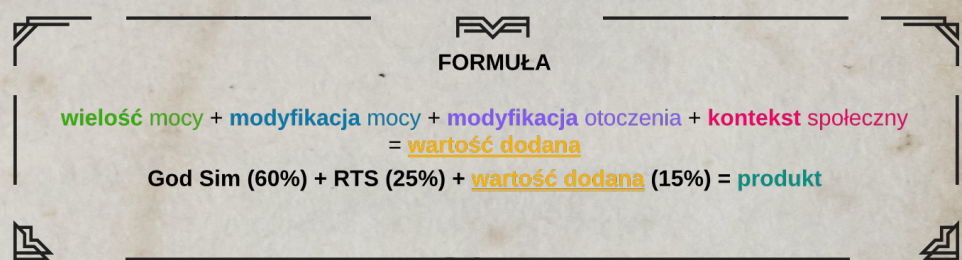 FORMUŁA
wielość mocy + modyfikacja mocy + modyfikacja otoczenia + kontekst społeczny
= wartość dodana
God Sim (60%) + RTS (25%) + wartość dodana (15%) = produkt